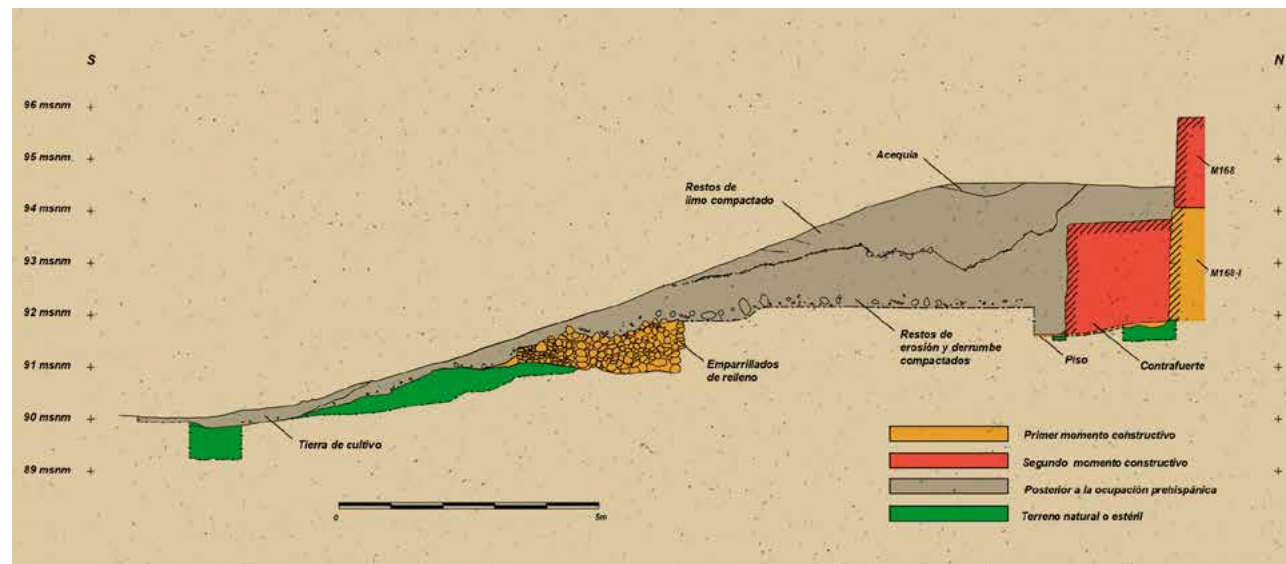 S
N
96 msnm
95 msnm
94 msnm
93 msnm
92 msnm
91 msnm
90 msnm
89 msnm
Acequia
M168
Restos de
limo compactado
M168-I
Restos de
erosión y derrumbe
compactados
Piso
Contrafuerte
Emparrillados
de relleno
Tierra de cultivo
Primer momento constructivo
Segundo momento constructivo
Posterior a la ocupación prehispánica
Terreno natural o estéril
0
5m